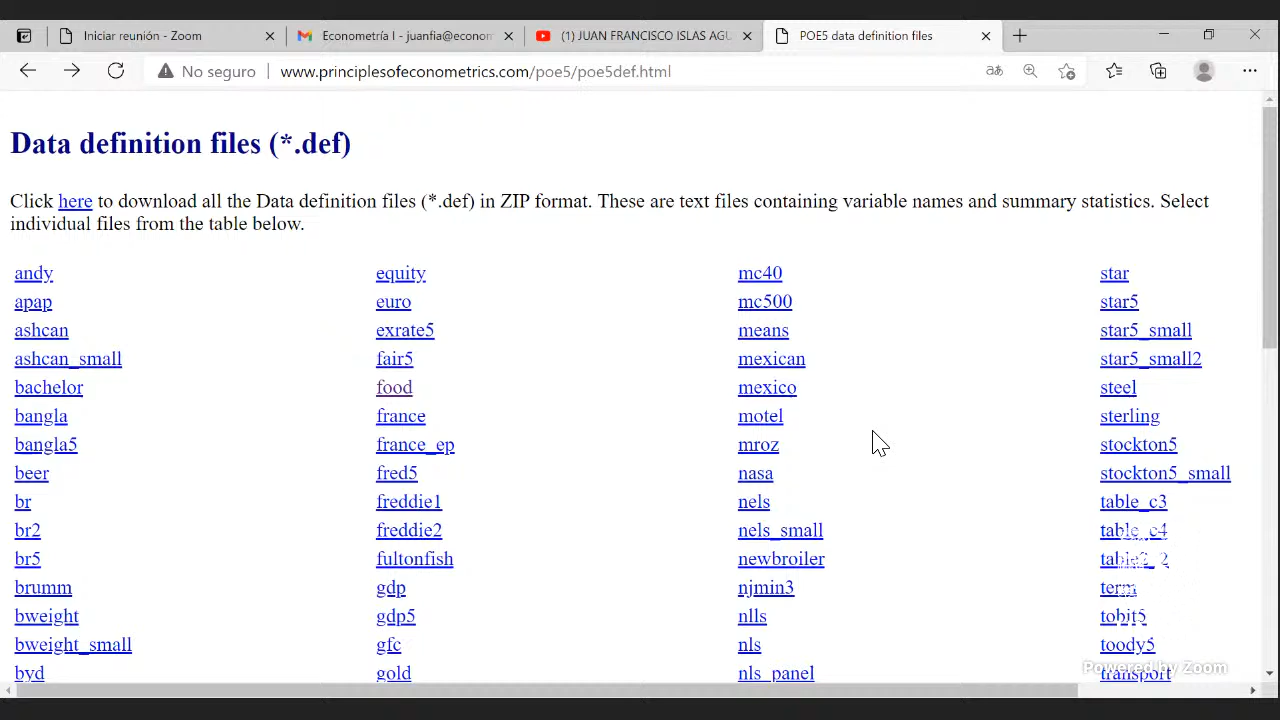 Iniciar reunión - Zoom
Econometría I - juanfia@econom
(1) JUAN FRANCISCO ISLAS AGU
POE5 data definition files
No seguro
www.principlesofeconometrics.com/poe5/poe5def.html
Data definition files (*.def)
Click here to download all the Data definition files (*.def) in ZIP format. These are text files containing variable names and summary statistics. Select
individual files from the table below.
andy equity mc40 star
apap euro mc500 star5
ashcan exrate5 means star5_small
ashcan_small fair5 mexican star5_small2
bachelor food mexico steel
bangla france motel sterling
bangla5 france_ep mroz stockton5
beer fred5 nasa stockton5_small
br freddie1 nels table_c3
br2 freddie2 nels_small table_c4
br5 fultonfish newbroiler
brumm gdp njmin3 term
bweight gdp5 nlls tobit5
bweight_small gfc nls toody5
byd gold nls_panel transport
Powered by Zoom